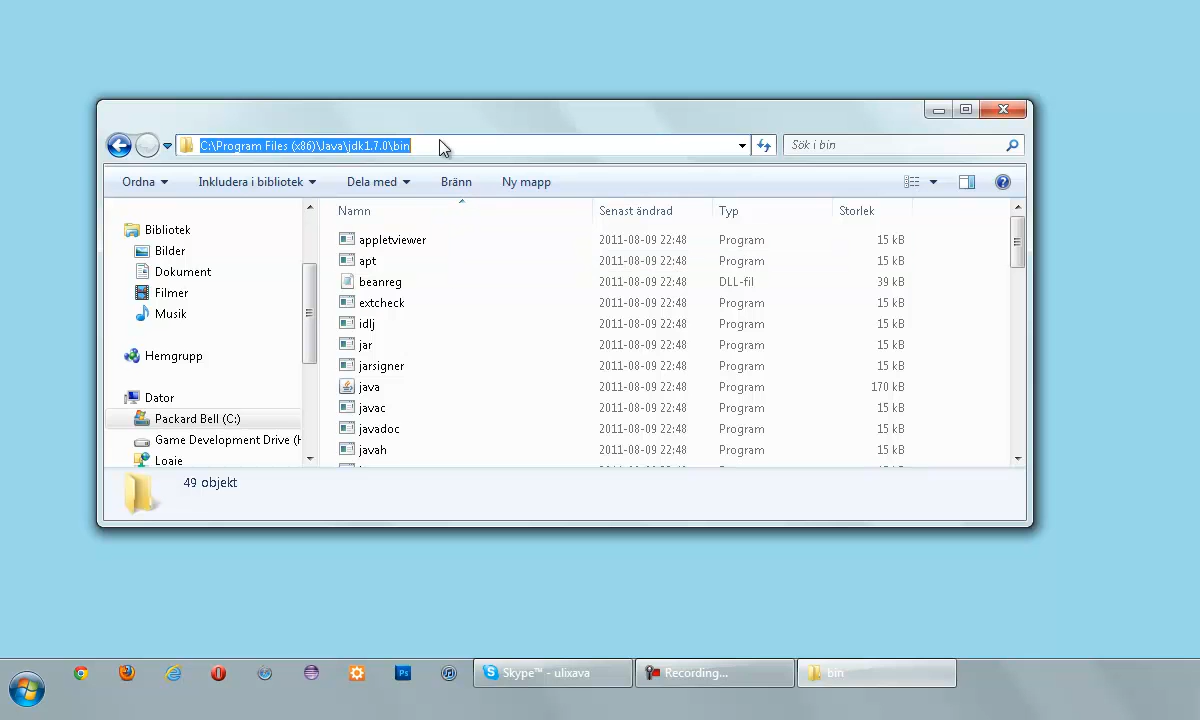 C:\Program Files (x86)\Java\jdk1.7.0\bin
Sök i bin
Ordna
Inkludera i bibliotek
Dela med
Bränn
Ny mapp
Namn
Senast ändrad
Typ
Storlek
Bibliotek
Bilder
Dokument
Filmer
Musik
Hemgrupp
Dator
Packard Bell (C:)
Game Development Drive (H
Loaie
appletviewer 2011-08-09 22:48 Program 15 kB
apt 2011-08-09 22:48 Program 15 kB
beanreg 2011-08-09 22:48 DLL-fil 39 kB
extcheck 2011-08-09 22:48 Program 15 kB
idlj 2011-08-09 22:48 Program 15 kB
jar 2011-08-09 22:48 Program 15 kB
jarsigner 2011-08-09 22:48 Program 15 kB
java 2011-08-09 22:48 Program 170 kB
javac 2011-08-09 22:48 Program 15 kB
javadoc 2011-08-09 22:48 Program 15 kB
javah 2011-08-09 22:48 Program 15 kB
49 objekt
Ps
Skype™ - ulixava
Recording...
bin